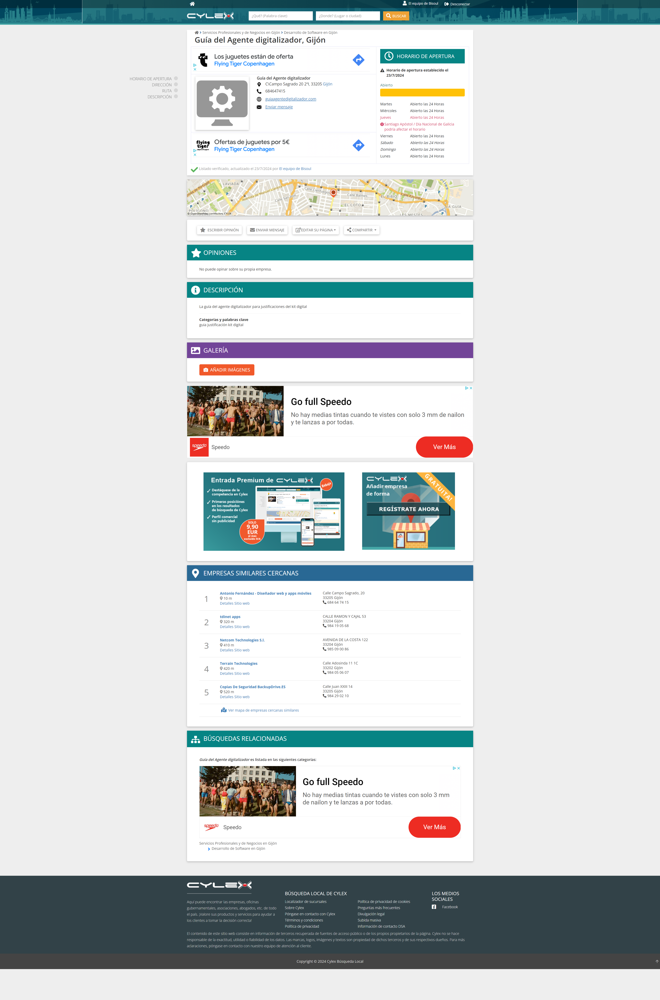 El equipo de Bisoul
Desconectar
CYLEX
¿Qué? (Palabra clave)
¿Donde? (Lugar o ciudad)
BUSCAR
Servicios Profesionales y de Negocios en Gijón
Desarrollo de Software en Gijón
Guía del Agente digitalizador, Gijón
HORARIO DE APERTURA
DIRECCIÓN
RUTA
DESCRIPCIÓN
Los juguetes están de oferta
Flying Tiger Copenhagen
Guía del Agente digitalizador
C\Campo Sagrado 20 2ºI, 33205 Gijón
684647415
guiaagentedigitalizador.com
Enviar mensaje
flying
tiger
copenhagen
Ofertas de juguetes por 5€
Flying Tiger Copenhagen
HORARIO DE APERTURA
Horario de apertura establecido el
23/7/2024
Abierto
Martes Abierto las 24 Horas
Miércoles Abierto las 24 Horas
Jueves Abierto las 24 Horas
Santiago Apóstol / Día Nacional de Galicia
podría afectar el horario
Viernes Abierto las 24 Horas
Sábado Abierto las 24 Horas
Domingo Abierto las 24 Horas
Lunes Abierto las 24 Horas
Listado verificado, actualizado el 23/7/2024 por El equipo de Bisoul
LAVIADA
Avenida de Manuel Llaneza
Calle San José
Calle Cienfuegos
Calle Balmes
EL COTO
EL BIBIO
Calle Ezcurdia
LA GUÍA
LES MESTES
POLÍGONO
© OpenStreetMap contributors, CYLEX
ESCRIBIR OPINIÓN
ENVIAR MENSAJE
EDITAR SU PÁGINA
COMPARTIR
OPINIONES
No puede opinar sobre su propia empresa.
DESCRIPCIÓN
La guía del agente digitalizador para justificaciones del kit digital
Categorías y palabras clave
guia justificación kit digital
GALERÍA
AÑADIR IMÁGENES
Go full Speedo
No hay medias tintas cuando te vistes con solo 3 mm de nailon
y te lanzas a por todas.
speedo
Speedo
Ver Más
Entrada Premium de CYLEX
Rebaja
Destáquese de la
competencia en Cylex
Primeras posiciónes
en los resultados
de búsqueda de Cylex
Perfil comercial
sin publicidad
SOLO
9,90
EUR
al mes
excluido IVA
CYLEX
Añadir empresa
de forma
GRATUITA!
REGÍSTRATE AHORA
EMPRESAS SIMILARES CERCANAS
1
Antonio Fernández - Diseñador web y apps móviles
10 m
Detalles Sitio web
Calle Campo Sagrado, 20
33205 Gijón
684 64 74 15
2
tdinet apps
320 m
Detalles Sitio web
CALLE RAMON Y CAJAL 53
33204 Gijón
984 19 05 68
3
Netcom Technologies S.l.
410 m
Detalles Sitio web
AVENIDA DE LA COSTA 122
33204 Gijón
985 09 00 86
4
Terrain Technologies
420 m
Detalles Sitio web
Calle Adosinda 11 1C
33202 Gijón
984 05 06 07
5
Copias De Seguridad BackupDrive.ES
520 m
Detalles Sitio web
Calle Juan XXIII 14
33205 Gijón
984 29 02 10
Ver mapa de empresas cercanas similares
BÚSQUEDAS RELACIONADAS
Guía del Agente digitalizador es listada en las siguientes categorías:
Go full Speedo
No hay medias tintas cuando te vistes con solo 3 mm
de nailon y te lanzas a por todas.
speedo
Speedo
Ver Más
Servicios Profesionales y de Negocios en Gijón
Desarrollo de Software en Gijón
CYLEX
Aquí puede encontrar las empresas, oficinas
gubernamentales, asociaciones, abogados, etc. de todo
el país. ¡Valore sus productos y servicios para ayudar a
los clientes a tomar la decisión correcta!
BÚSQUEDA LOCAL DE CYLEX
Localizador de sucursales
Sobre Cylex
Póngase en contacto con Cylex
Términos y condiciones
Política de privacidad
Política de privacidad de cookies
Preguntas más frecuentes
Divulgación legal
Subida masiva
Información de contacto DSA
LOS MEDIOS
SOCIALES
Facebook
El contenido de este sitio web consiste en información de terceros recuperada de fuentes de acceso público o de los propios propietarios de la página. Cylex no se hace
responsable de la exactitud, utilidad o fiabilidad de los datos. Las marcas, logos, imágenes y textos son propiedad de dichos terceros y de sus respectivos dueños. Para más
aclaraciones, póngase en contacto con nuestro equipo de atención al cliente.
Copyright © 2024 Cylex Búsqueda Local